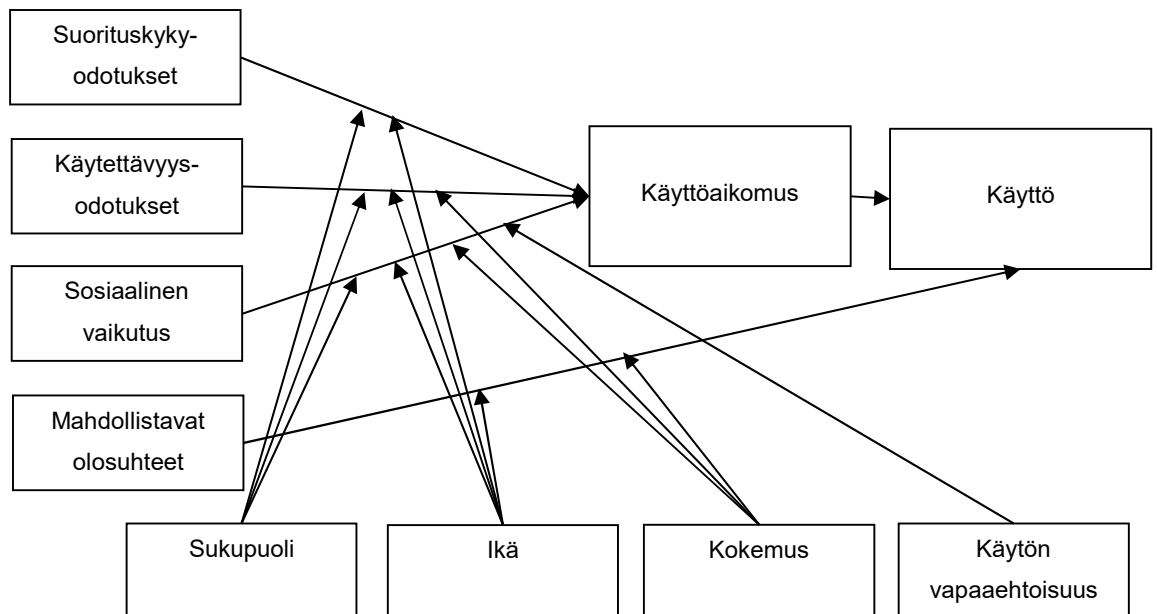 Suorituskyky-
odotukset
Käytettävyys-
odotukset
Käyttöaikomus
Käyttö
Sosiaalinen
vaikutus
Mahdollistavat
olosuhteet
Sukupuoli
Ikä
Kokemus
Käytön
vapaaehtoisuus